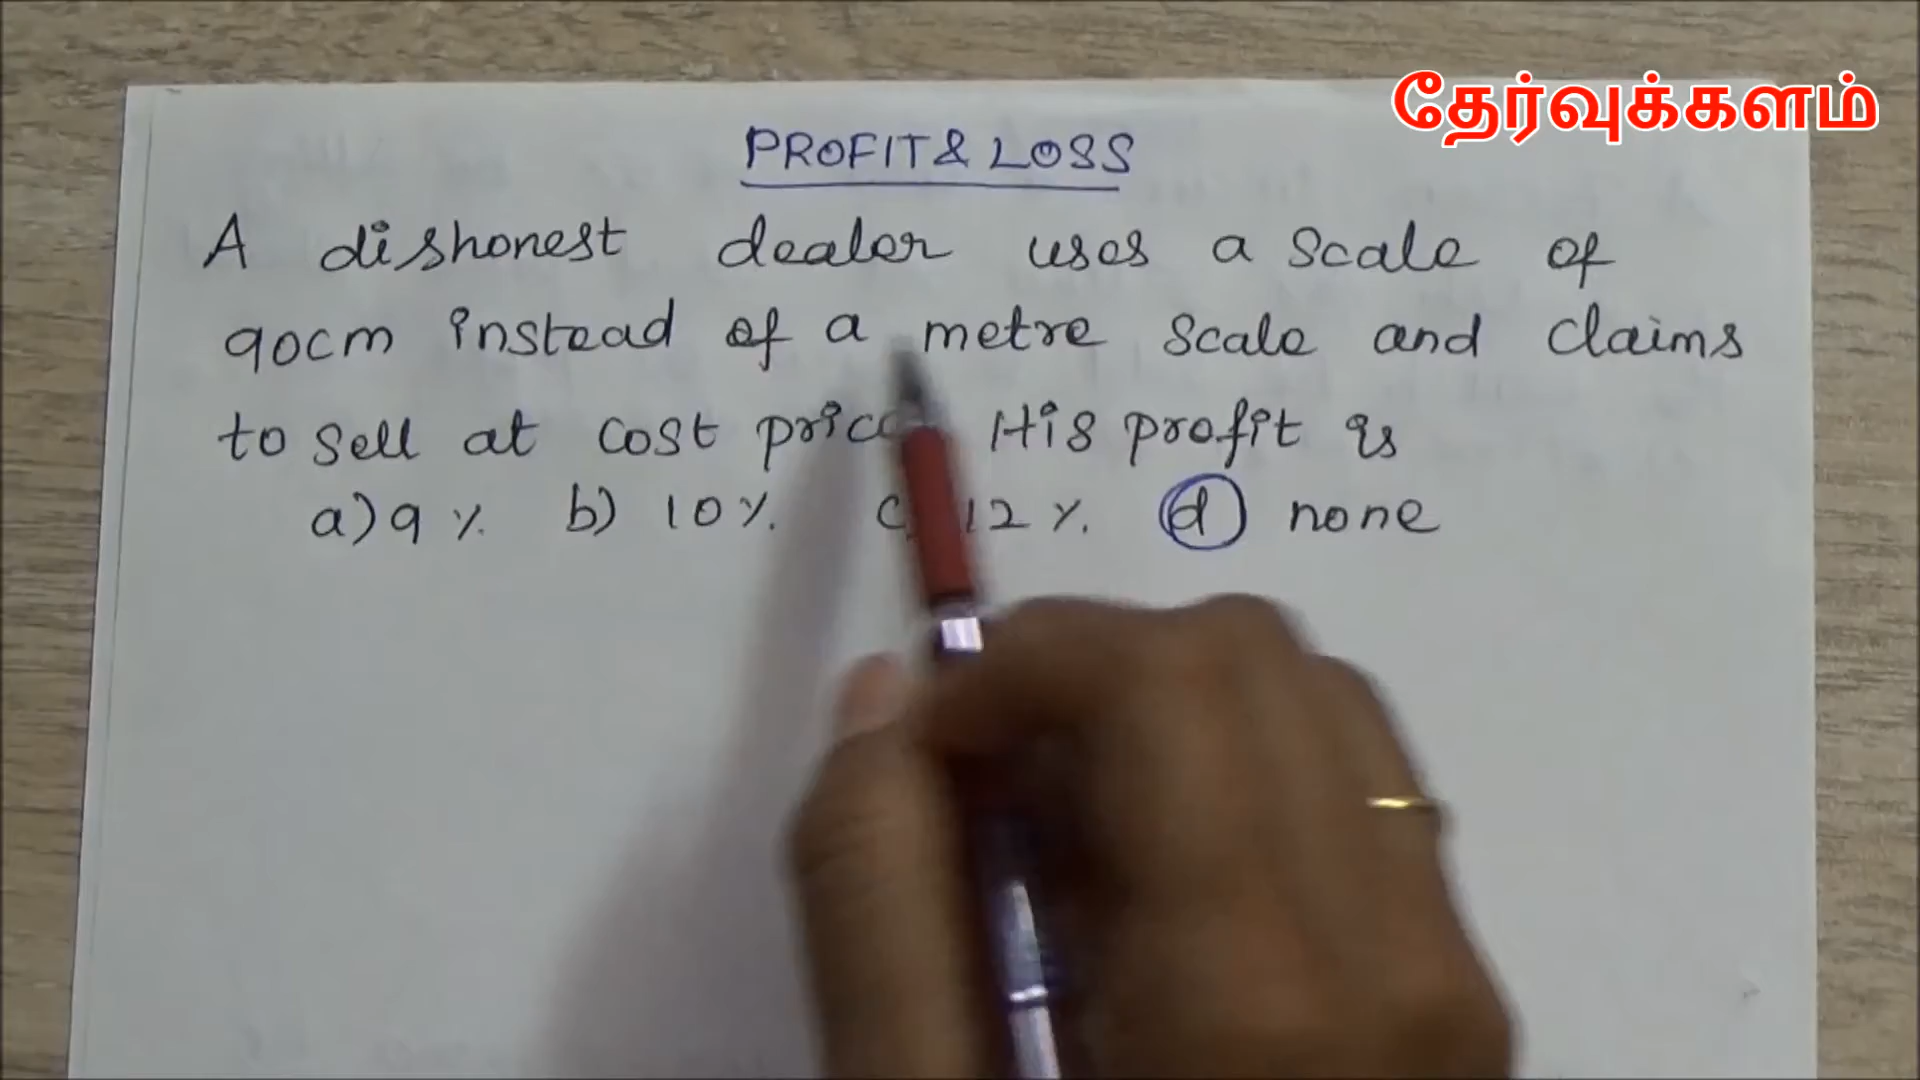 தேர்வுக்களம்
PROFIT & LOSS
A dishonest dealer uses a scale of
90cm instead of a metre scale and claims
to sell at cost price His profit is
a) 9 %. b) 10 %. c) 12 %. d) none